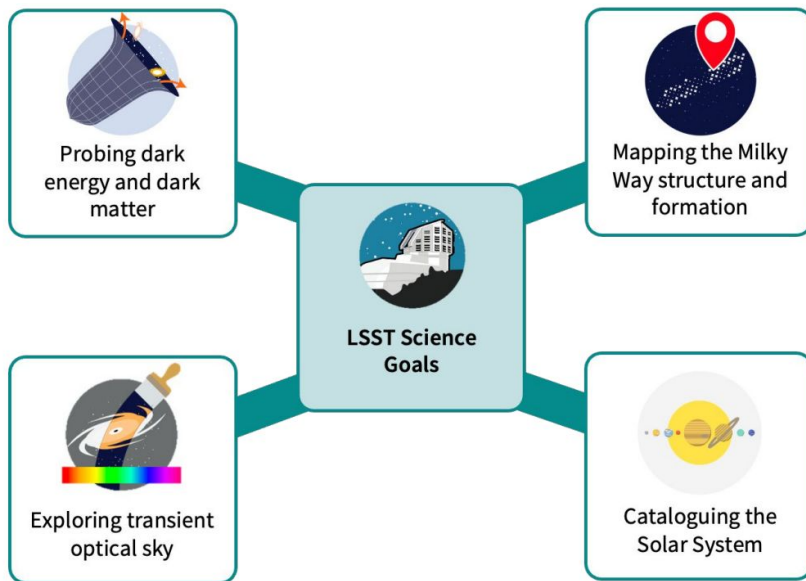 Probing dark
energy and dark
matter
Mapping the Milky
Way structure and
formation
LSST Science
Goals
Exploring transient
optical sky
Cataloguing the
Solar System